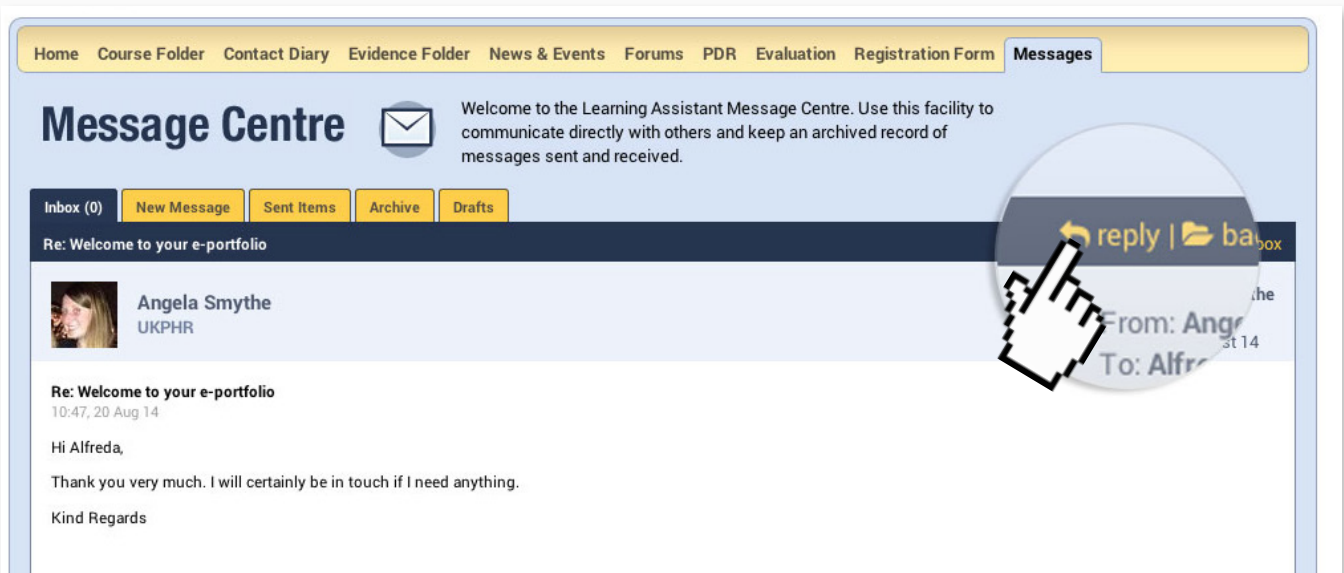 Home Course Folder Contact Diary Evidence Folder News & Events Forums PDR Evaluation Registration Form Messages
Message Centre
Welcome to the Learning Assistant Message Centre. Use this facility to
communicate directly with others and keep an archived record of
messages sent and received.
Inbox (0) New Message Sent Items Archive Drafts
Re: Welcome to your e-portfolio
reply |
Angela Smythe
UKPHR
From:
To:
14
Re: Welcome to your e-portfolio
10:47, 20 Aug 14
Hi Alfreda,
Thank you very much. I will certainly be in touch if I need anything.
Kind Regards